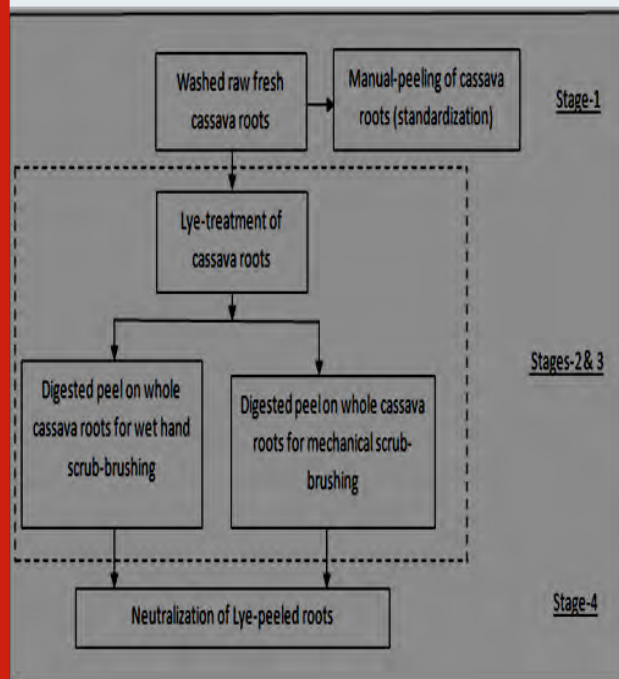 Washed raw fresh
cassava roots
Manual-peeling of cassava
roots (standardization)
Stage-1
Lye-treatment of
cassava roots
Digested peel on whole
cassava roots for wet hand
scrub-brushing
Digested peel on whole cassava
roots for mechanical scrub-
brushing
Stages-2& 3
Neutralization of Lye-peeled roots
Stage-4